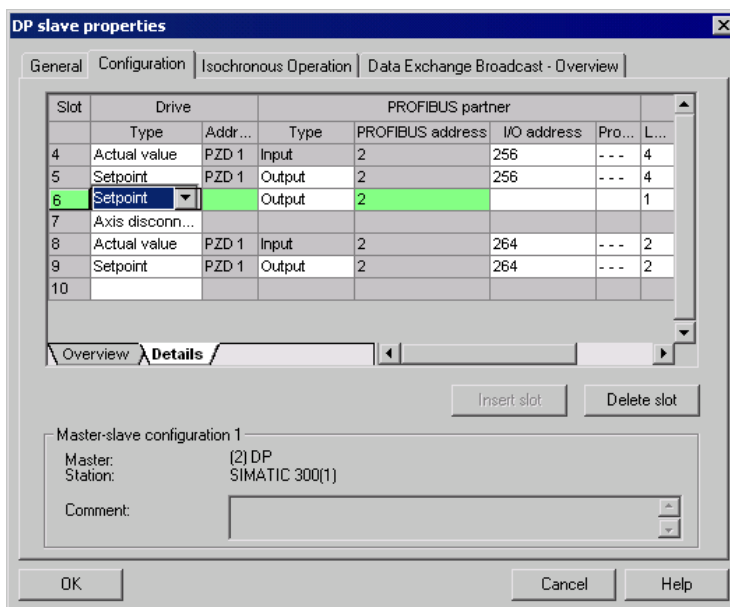 DP slave properties
General Configuration Isochronous Operation Data Exchange Broadcast - Overview
Slot Drive PROFIBUS partner
Type Addr... Type PROFIBUS address I/O address Pro... L...
4 Actual value PZD 1 Input 2 256 - - - 4
5 Setpoint PZD 1 Output 2 256 - - - 4
6 Setpoint Output 2 1
7 Axis disconn...
8 Actual value PZD 1 Input 2 264 - - - 2
9 Setpoint PZD 1 Output 2 264 - - - 2
10
Overview Details
Insert slot Delete slot
Master-slave configuration 1
Master: (2) DP
Station: SIMATIC 300(1)
Comment:
OK Cancel Help